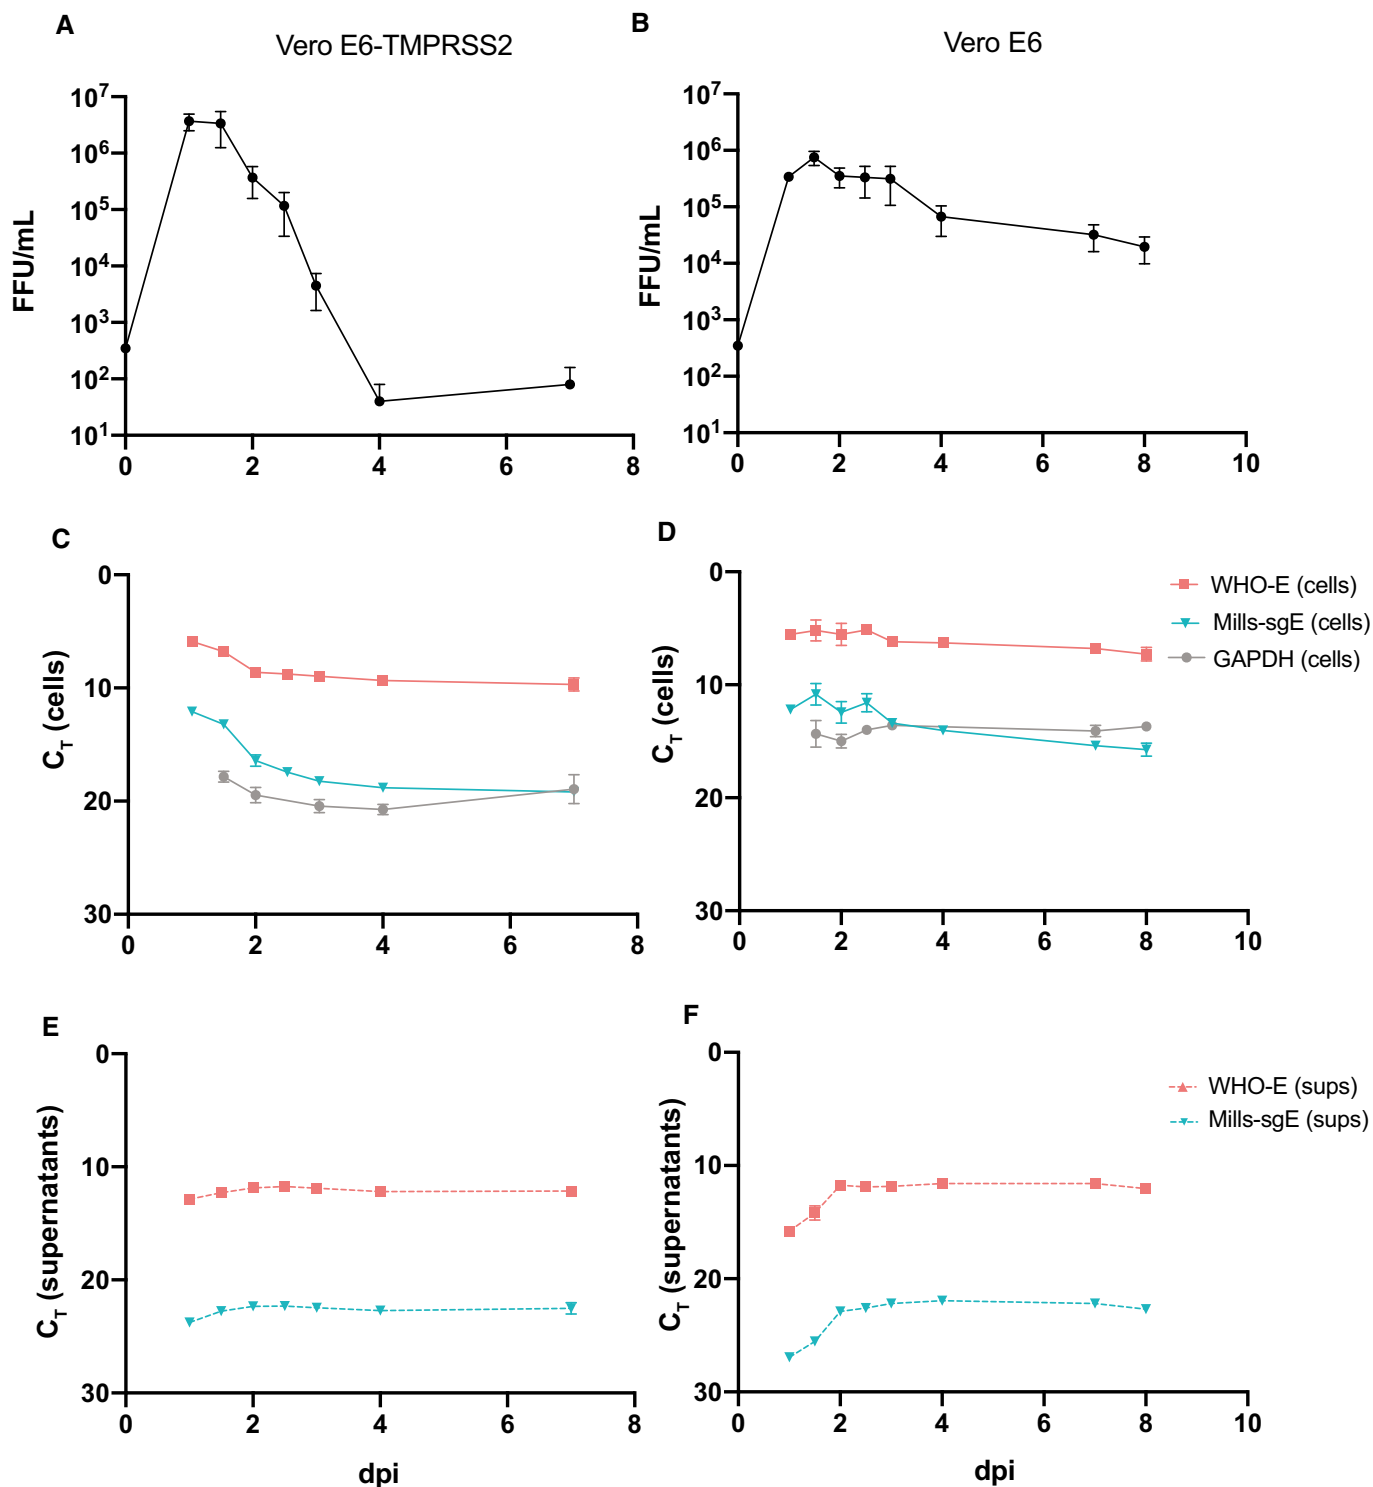 A
Vero E6-TMPRSS2
FFU/mL
10⁷
10⁶
10⁵
10⁴
10³
10²
10¹
0 2 4 6 8
B
Vero E6
FFU/mL
10⁷
10⁶
10⁵
10⁴
10³
10²
10¹
0 2 4 6 8 10
C
C_T (cells)
0
10
20
30
0 2 4 6 8
D
C_T (cells)
0
10
20
30
0 2 4 6 8 10
WHO-E (cells)
Mills-sgE (cells)
GAPDH (cells)
E
C_T (supernatants)
0
10
20
30
0 2 4 6 8
dpi
F
C_T (supernatants)
0
10
20
30
0 2 4 6 8 10
dpi
WHO-E (sups)
Mills-sgE (sups)